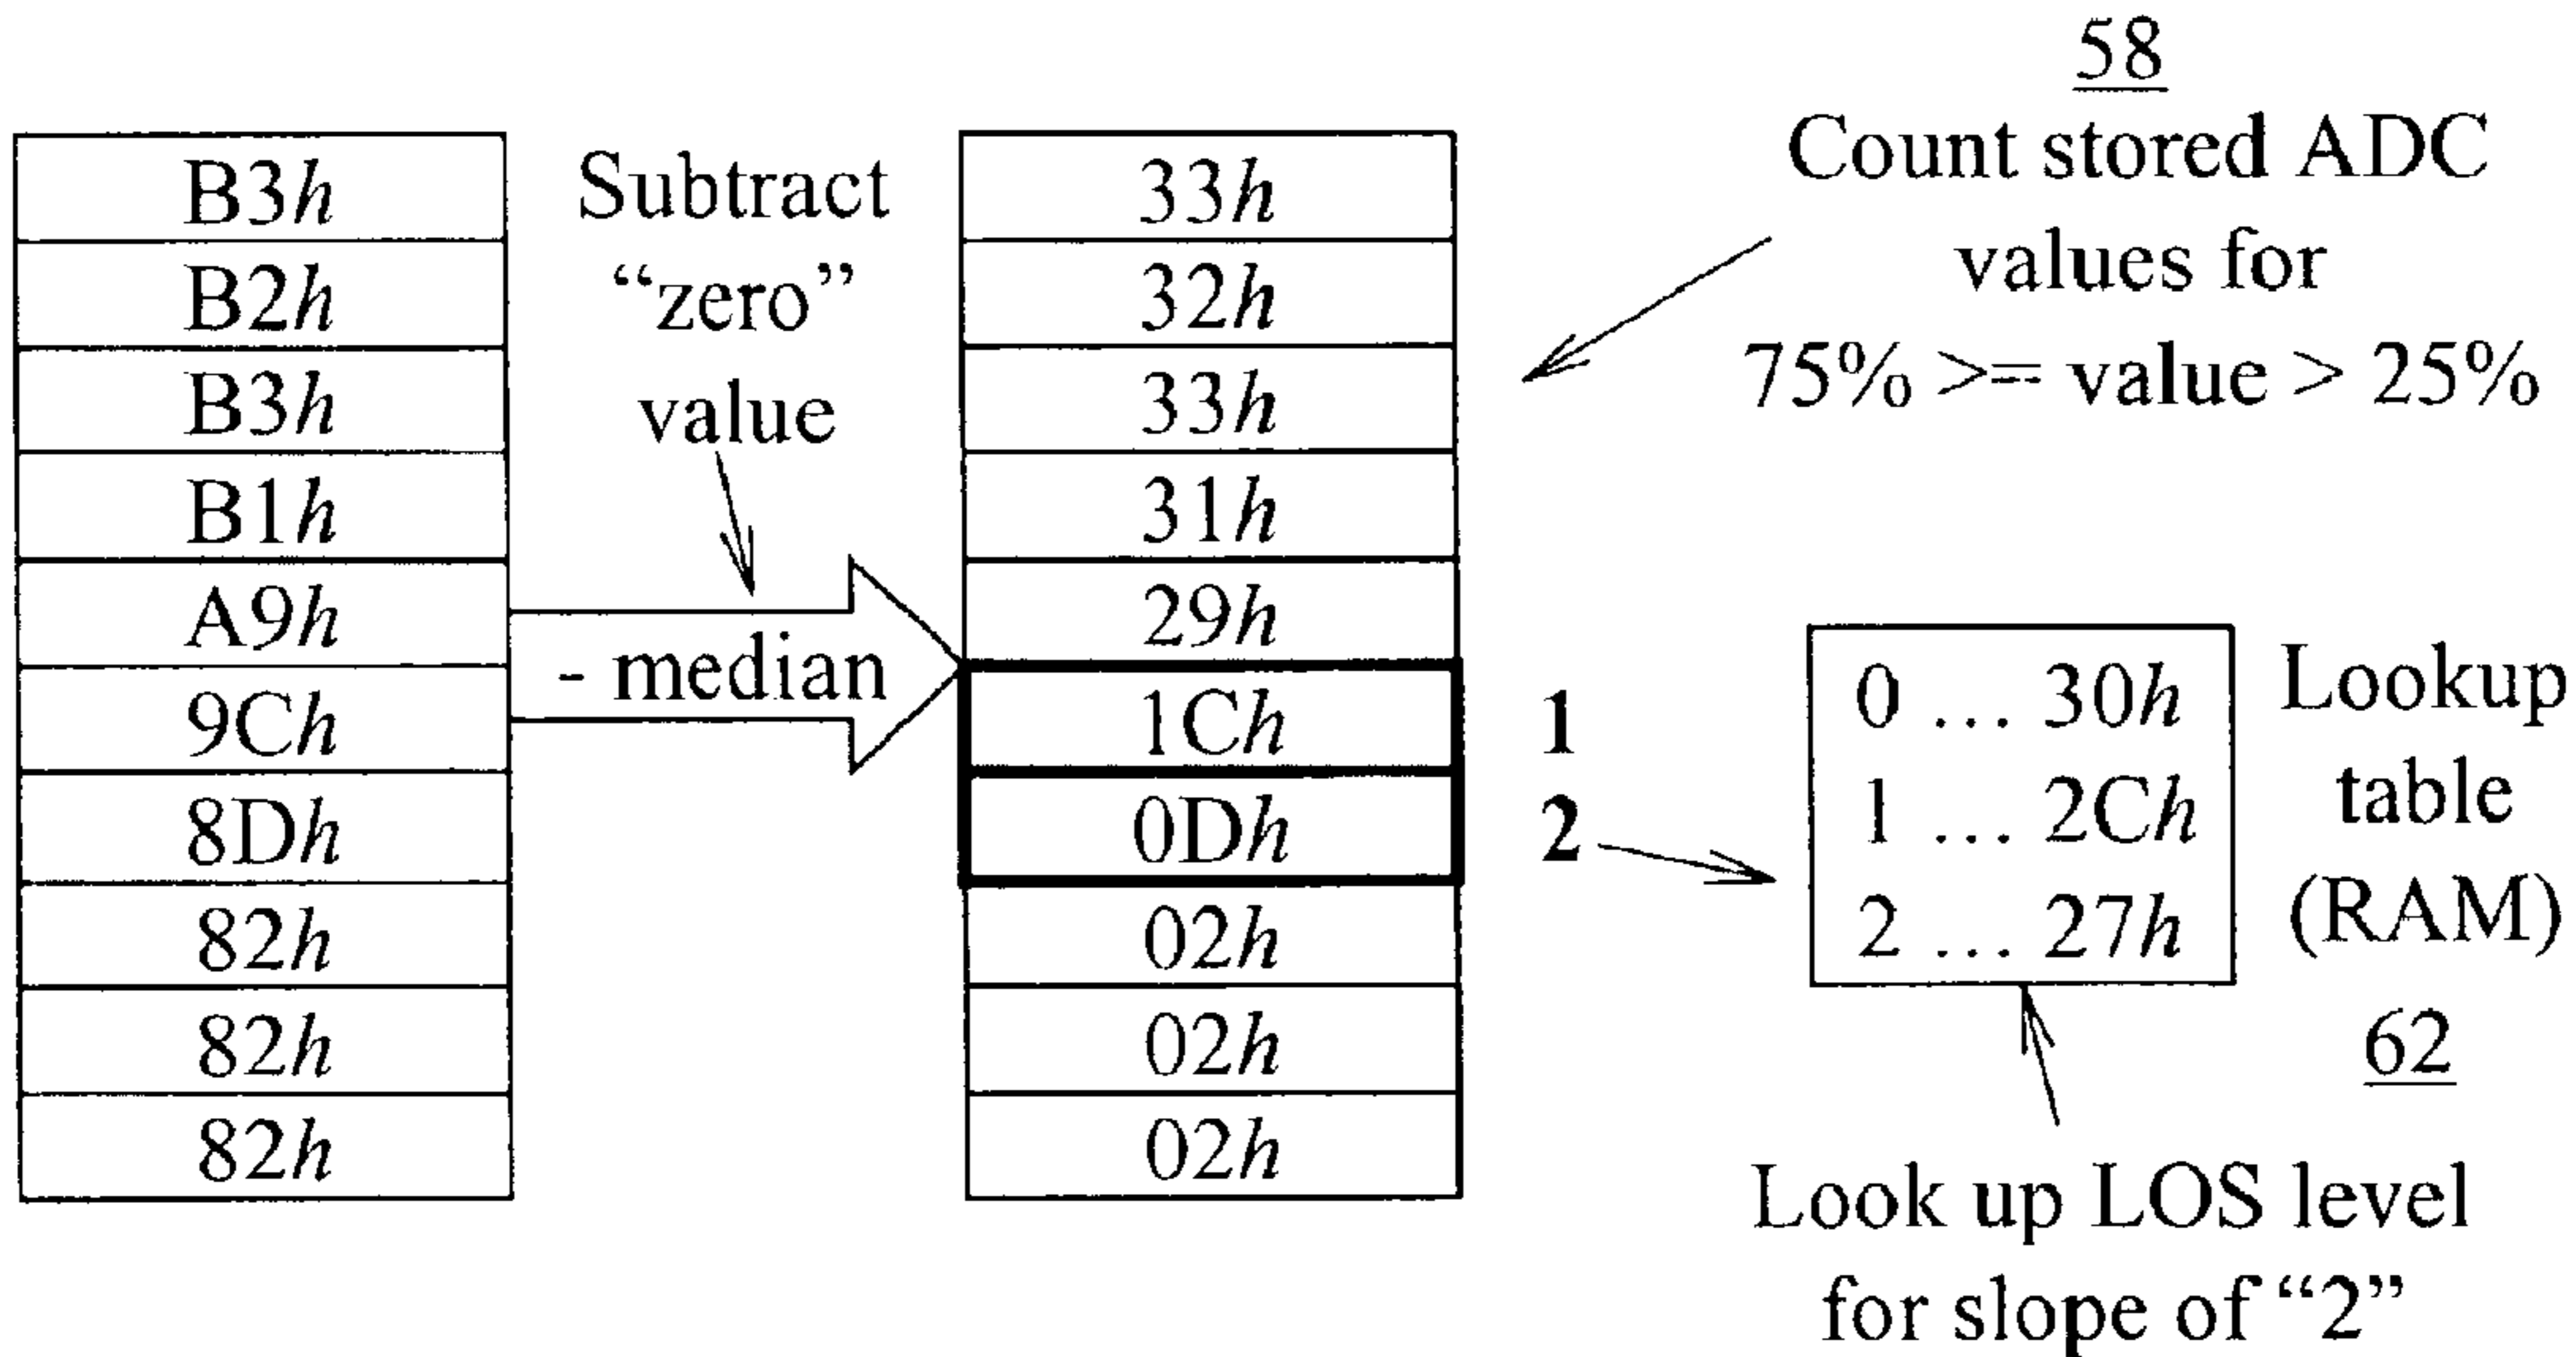 B3h
B2h
B3h
B1h
A9h
9Ch
8Dh
82h
82h
82h
Subtract
“zero”
value
- median
33h
32h
33h
31h
29h
1Ch
0Dh
02h
02h
02h
58
Count stored ADC
values for
75% >= value > 25%
1
2
0 ... 30h
1 ... 2Ch
2 ... 27h
Lookup
table
(RAM)
62
Look up LOS level
for slope of “2”